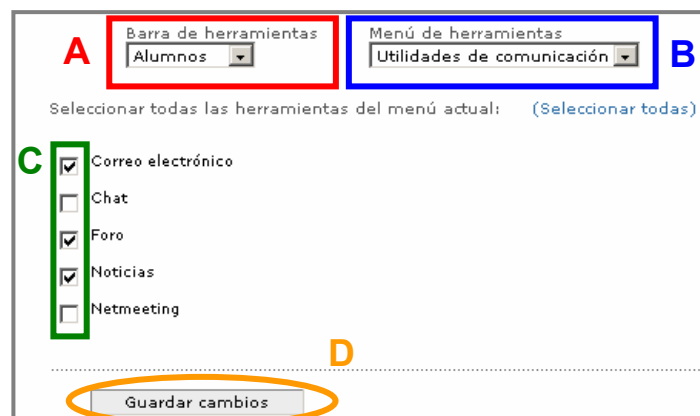 A
Barra de herramientas
Alumnos
Menú de herramientas
Utilidades de comunicación
B
Seleccionar todas las herramientas del menú actual: (Seleccionar todas)
C
Correo electrónico
Chat
Foro
Noticias
Netmeeting
D
Guardar cambios